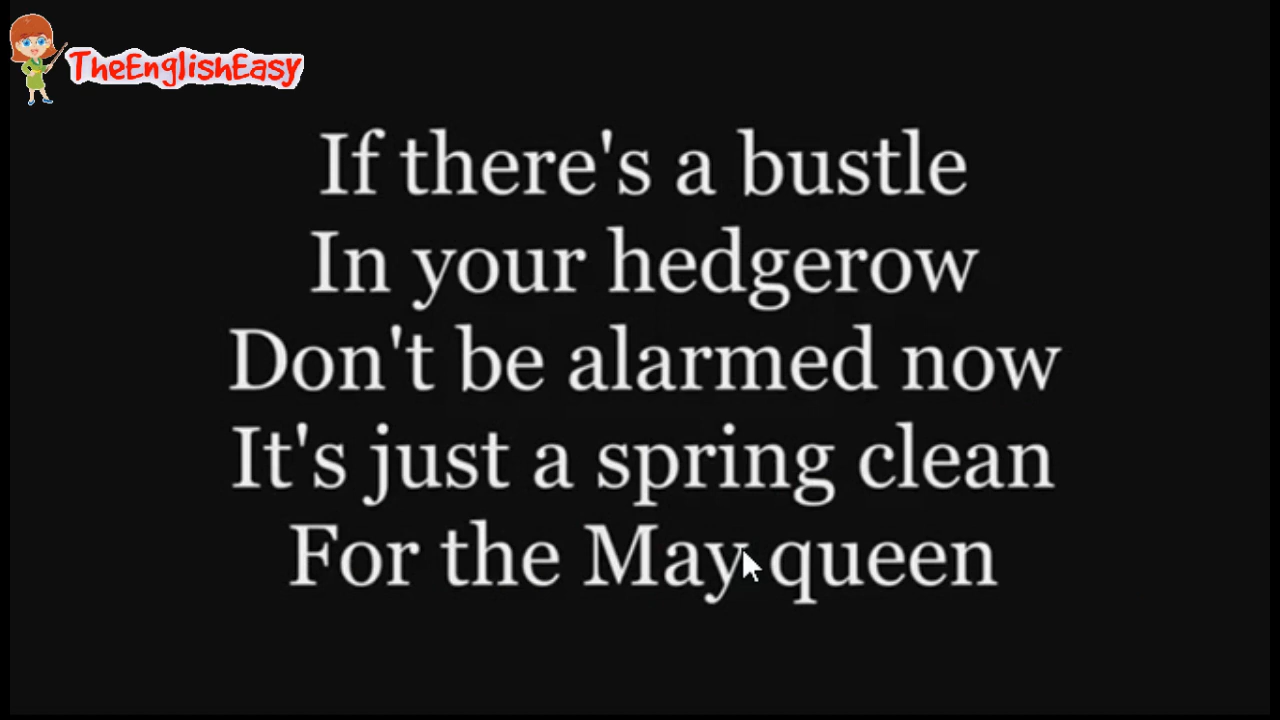 TheEnglishEasy
If there's a bustle
In your hedgerow
Don't be alarmed now
It's just a spring clean
For the May queen